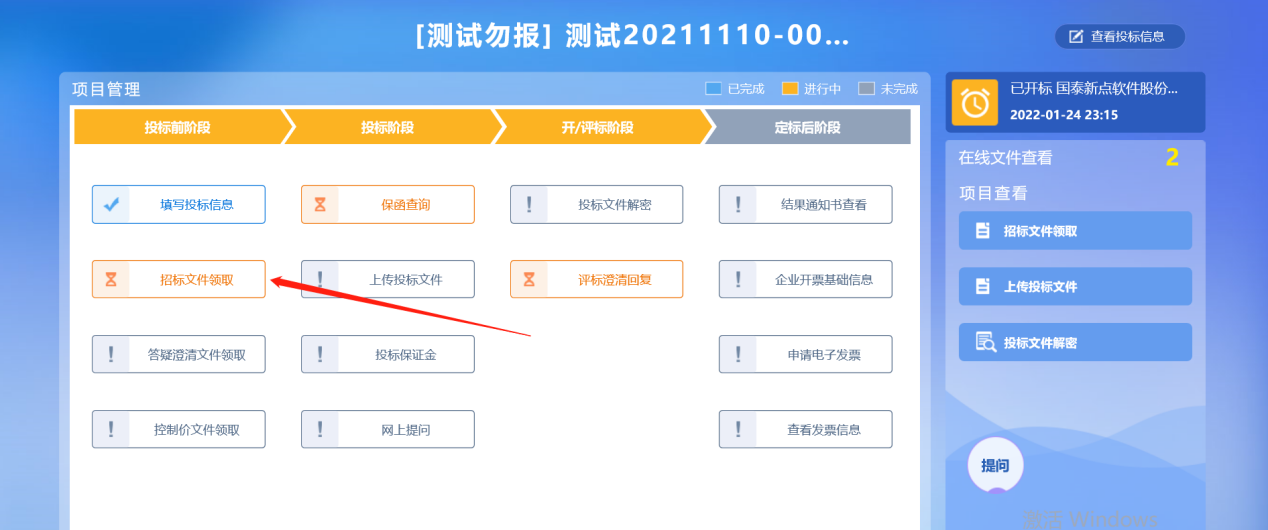 [测试勿报] 测试20211110-00...
查看投标信息
项目管理
已完成 进行中 未完成
投标前阶段 投标阶段 开/评标阶段 定标后阶段
填写投标信息 保函查询 投标文件解密 结果通知书查看
招标文件领取 上传投标文件 评标澄清回复 企业开票基础信息
答疑澄清文件领取 投标保证金 申请电子发票
控制价文件领取 网上提问 查看发票信息
已开标 国泰新点软件股份...
2022-01-24 23:15
在线文件查看 2
项目查看
招标文件领取
上传投标文件
投标文件解密
提问
激活 Windows